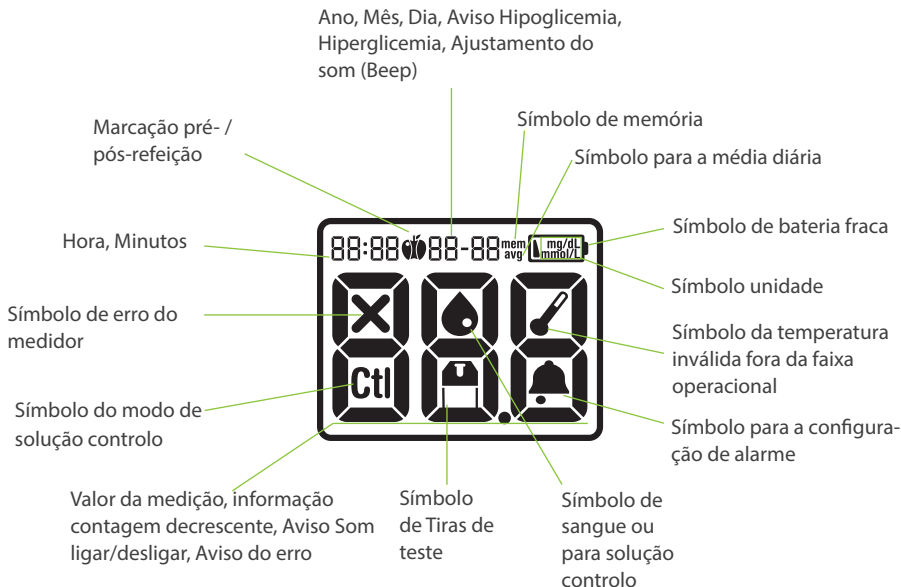 Ano, Mês, Dia, Aviso Hipoglicemia,
Hiperglicemia, Ajustamento do
som (Beep)
Símbolo de memória
Marcação pré- /
pós-refeição
Símbolo para a média diária
Símbolo de bateria fraca
Hora, Minutos
88:88 88-88 mem avg mg/dL mmol/L
Símbolo unidade
Símbolo de erro do
medidor
Símbolo da temperatura
inválida fora da faixa
operacional
Ctl
Símbolo do modo de
solução controlo
Símbolo para a configura-
ção de alarme
Valor da medição, informação
contagem decrescente, Aviso Som
ligar/desligar, Aviso do erro
Símbolo
de Tiras de
teste
Símbolo de
sangue ou
para solução
controlo